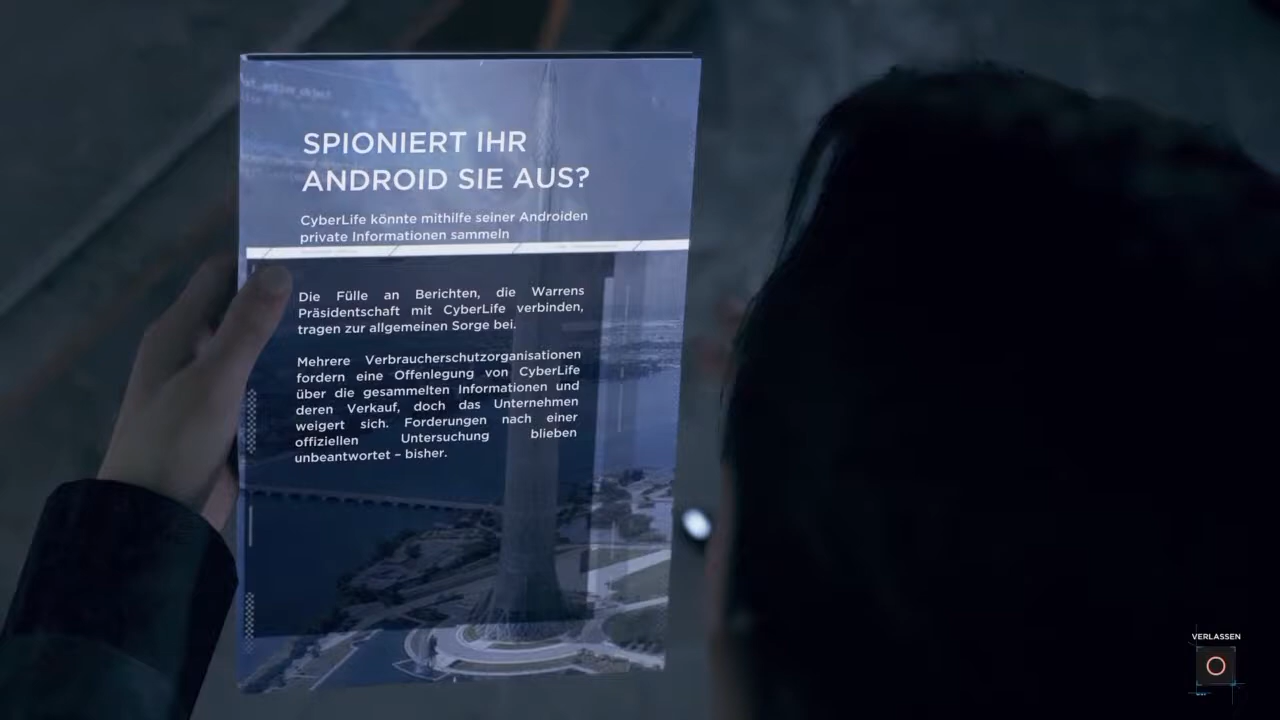 SPIONIERT IHR
ANDROID SIE AUS?
CyberLife könnte mithilfe seiner Androiden
private Informationen sammeln
Die Fülle an Berichten, die Warrens
Präsidentschaft mit CyberLife verbinden,
tragen zur allgemeinen Sorge bei.
Mehrere Verbraucherschutzorganisationen
fordern eine Offenlegung von CyberLife
über die gesammelten Informationen und
deren Verkauf, doch das Unternehmen
weigert sich. Forderungen nach einer
offiziellen Untersuchung blieben
unbeantwortet – bisher.
VERLASSEN